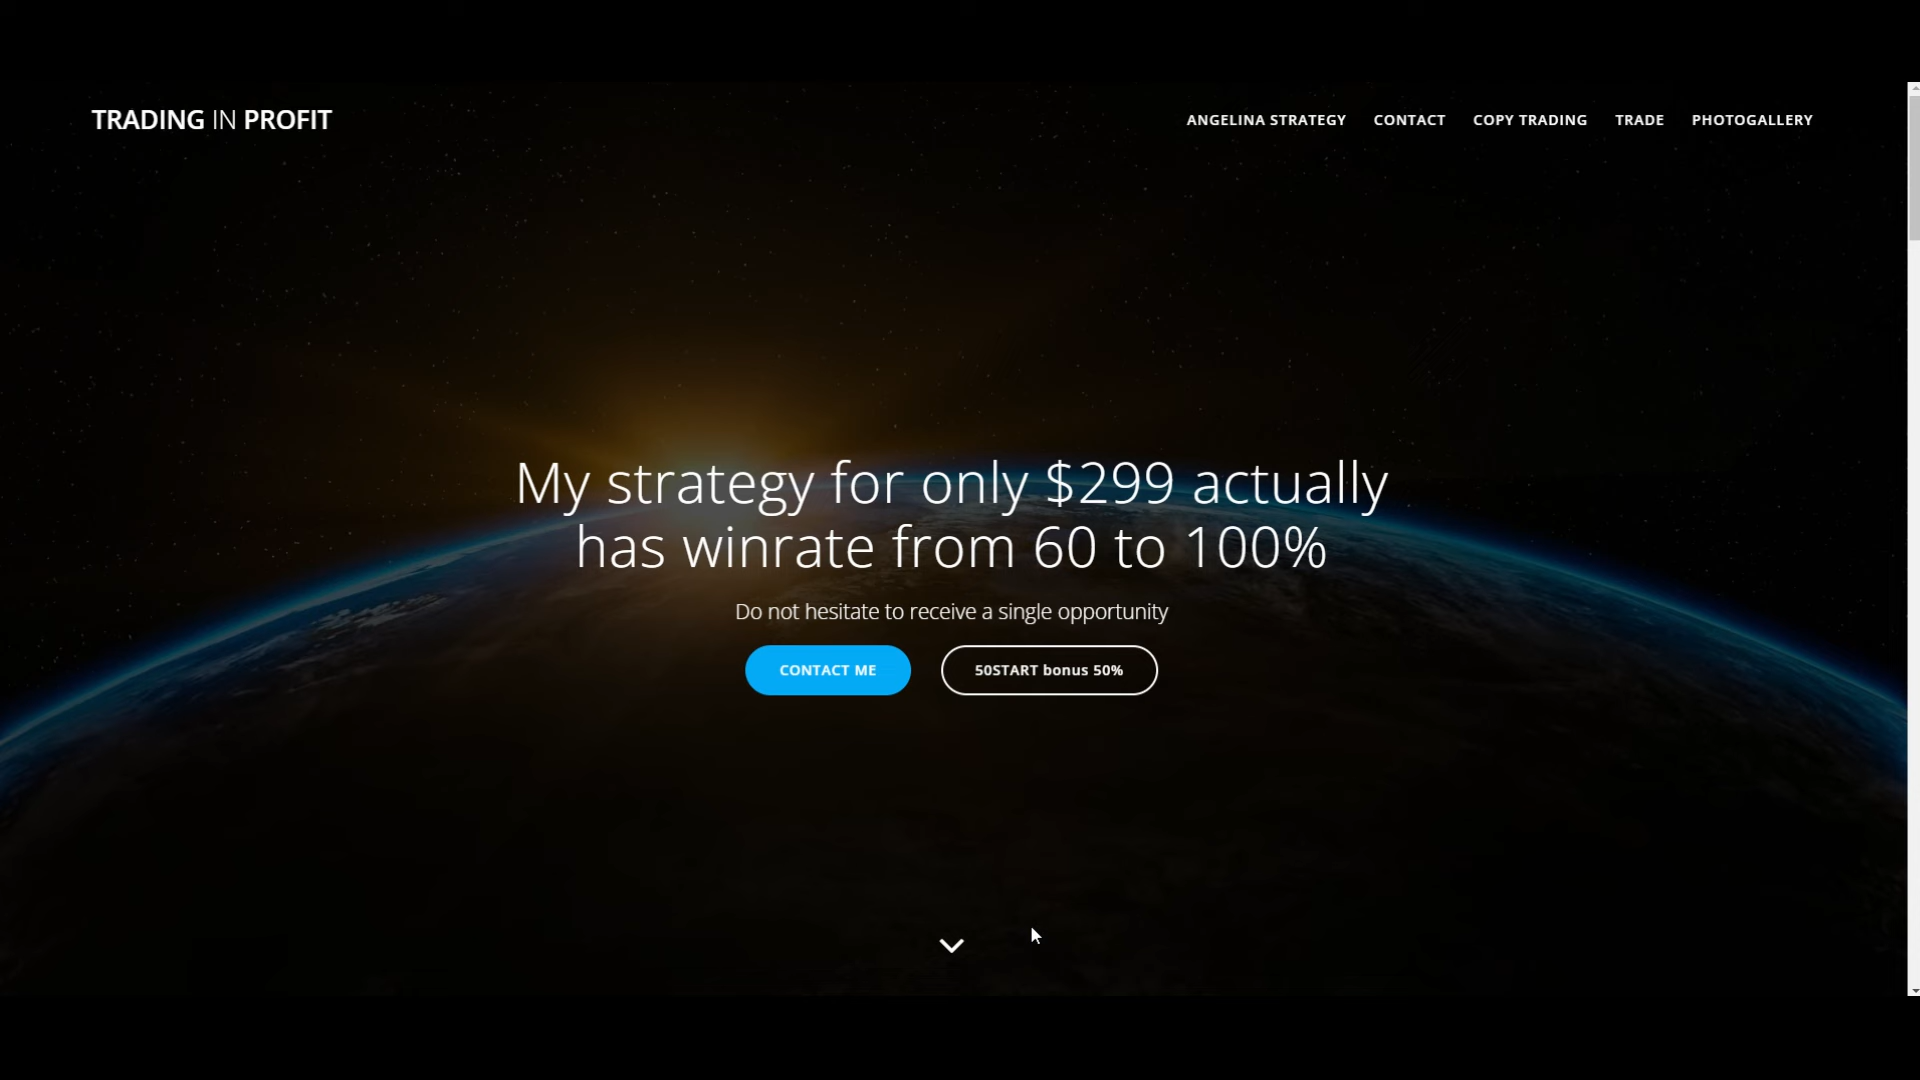 TRADING IN PROFIT
ANGELINA STRATEGY CONTACT COPY TRADING TRADE PHOTOGALLERY
My strategy for only $299 actually
has winrate from 60 to 100%
Do not hesitate to receive a single opportunity
CONTACT ME 50START bonus 50%